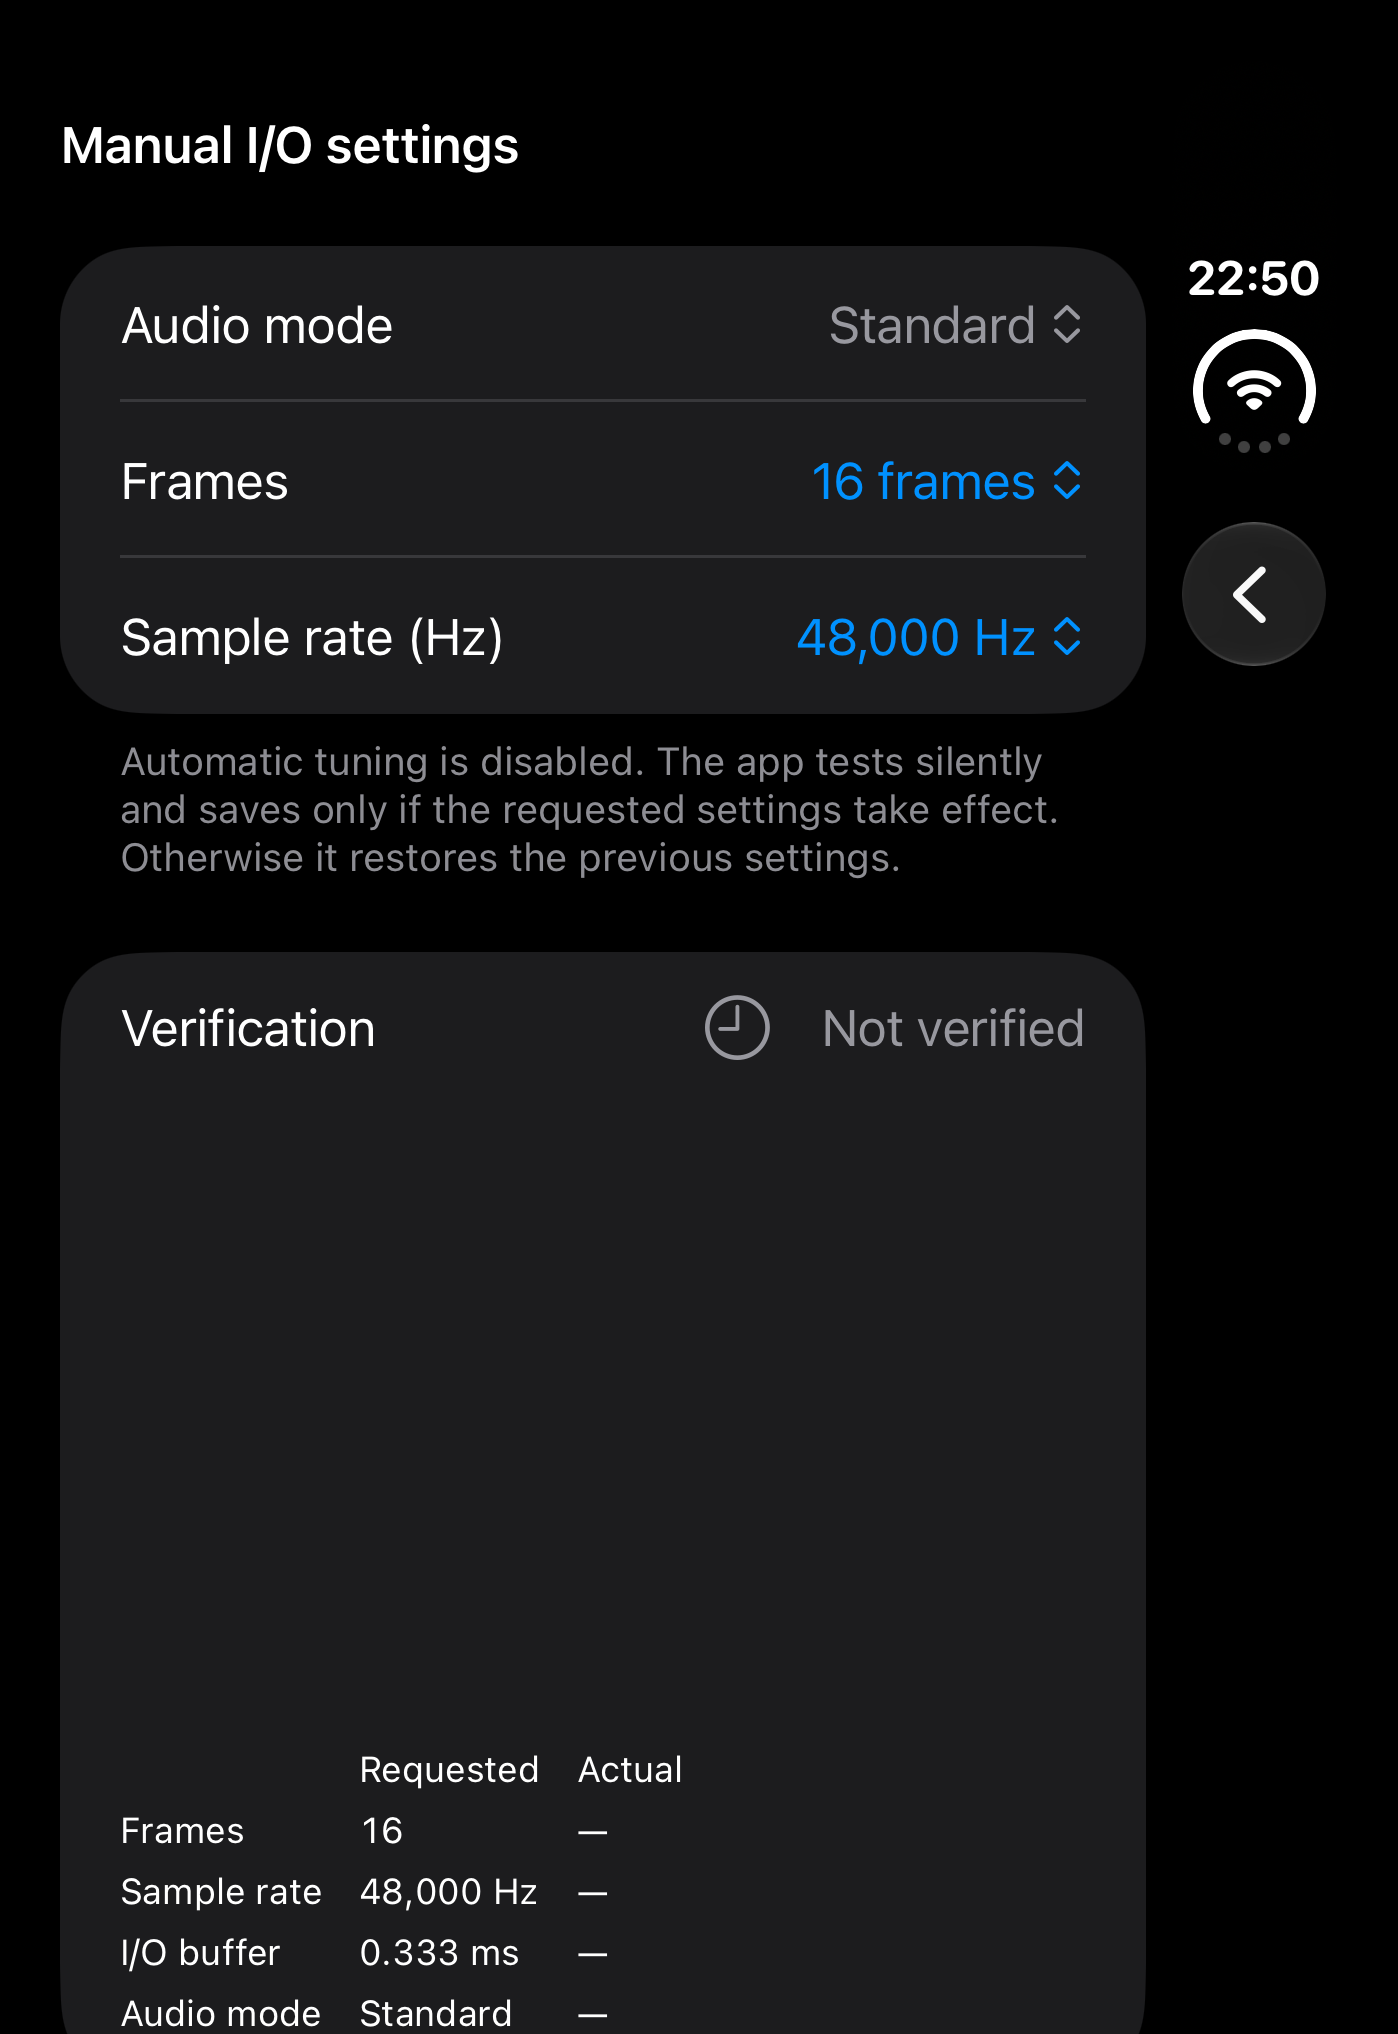 Manual I/O settings
22:50
Audio mode Standard
Frames 16 frames
Sample rate (Hz) 48,000 Hz
Automatic tuning is disabled. The app tests silently
and saves only if the requested settings take effect.
Otherwise it restores the previous settings.
Verification Not verified
Requested Actual
Frames 16 —
Sample rate 48,000 Hz —
I/O buffer 0.333 ms —
Audio mode Standard —